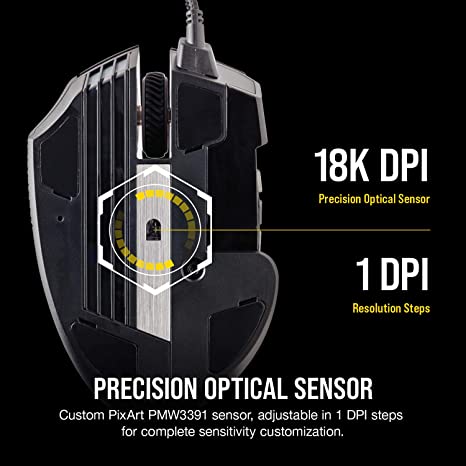 18K DPI
Precision Optical Sensor
1 DPI
Resolution Steps
PRECISION OPTICAL SENSOR
Custom PixArt PMW3391 sensor, adjustable in 1 DPI steps
for complete sensitivity customization.